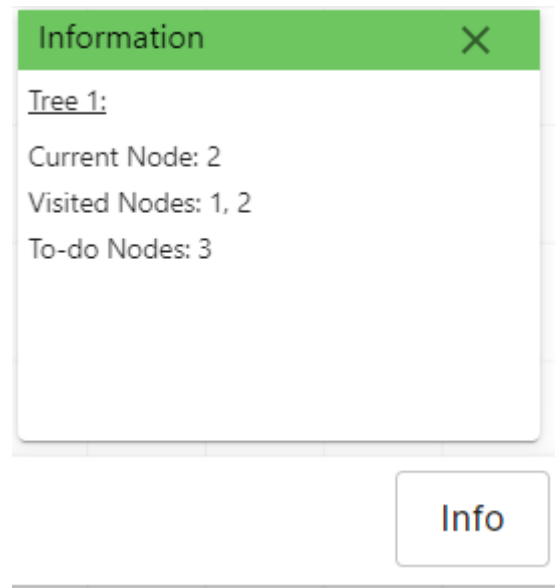 Information
Tree 1:
Current Node: 2
Visited Nodes: 1, 2
To-do Nodes: 3
Info